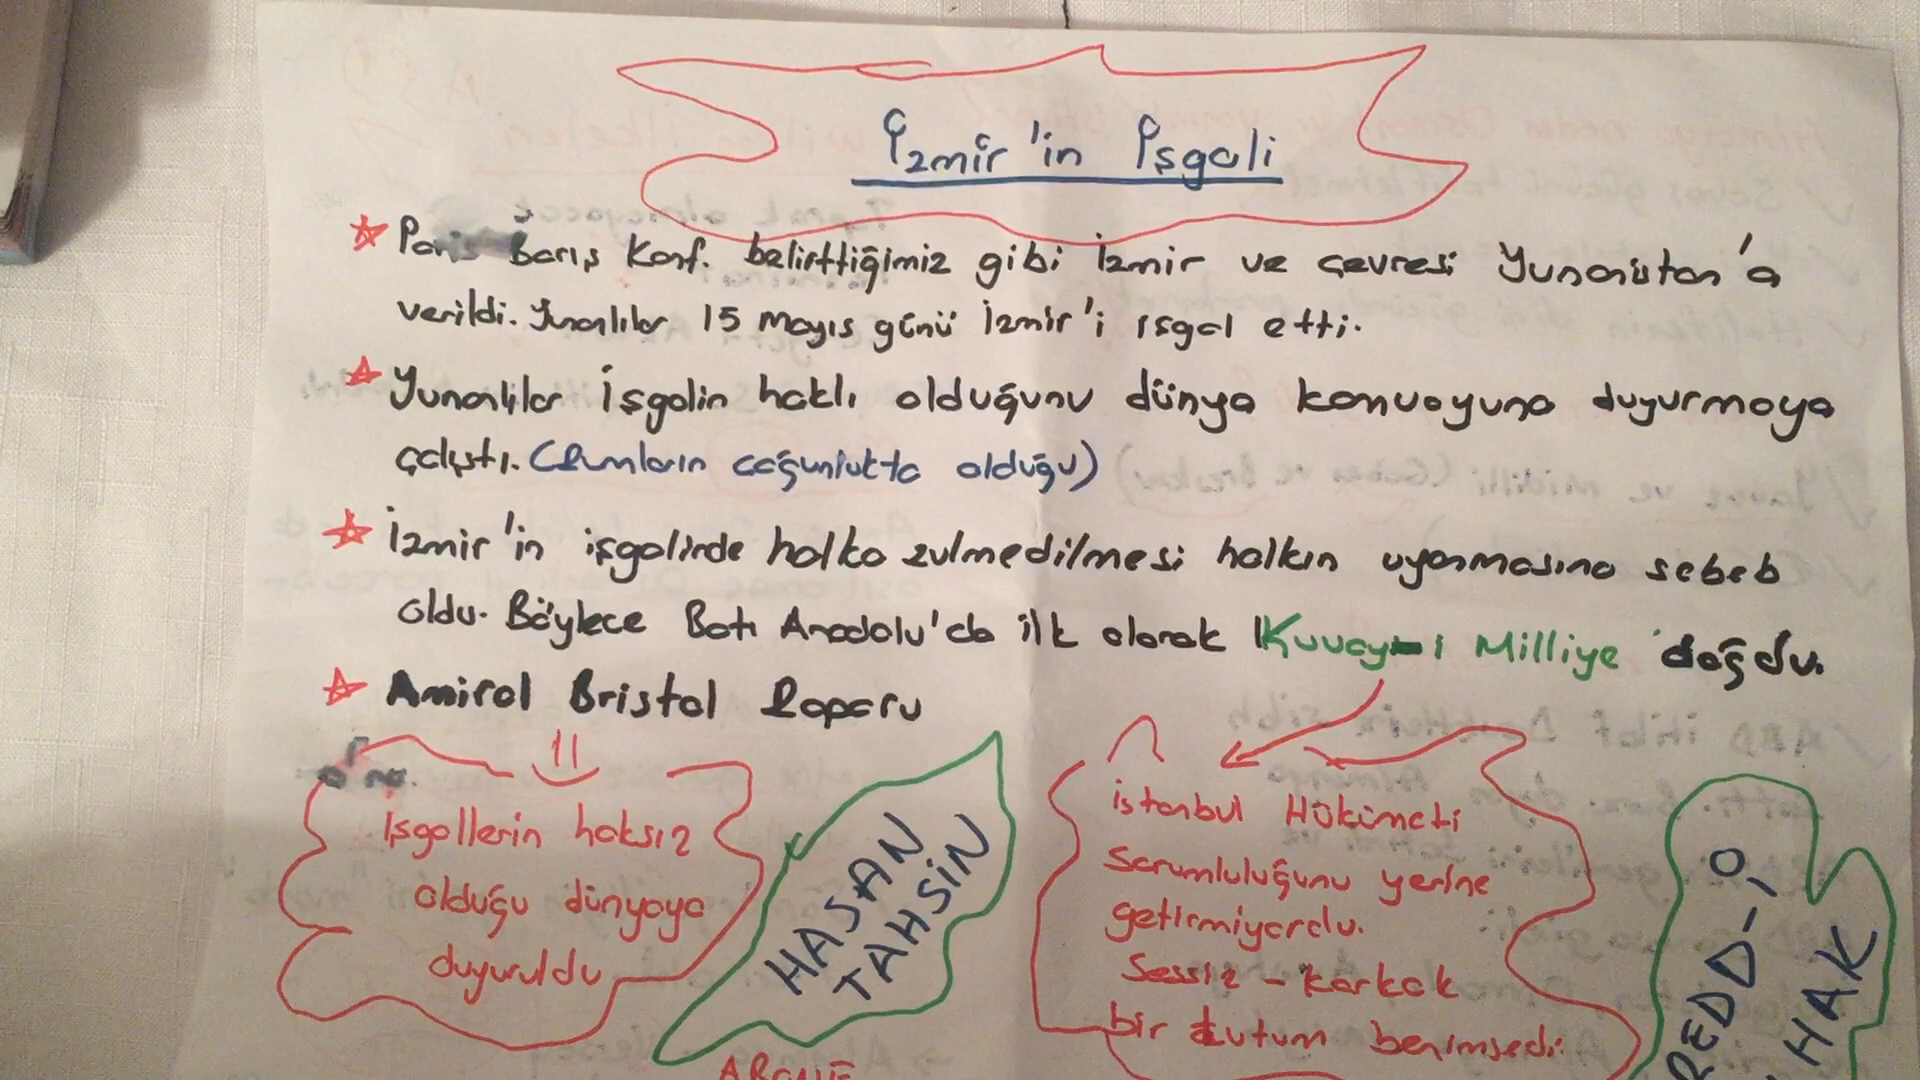 İzmir'in İşgali
Paris Barış Konf. belirttiğimiz gibi İzmir ve çevresi Yunanistan'a
verildi. Yunanlılar 15 Mayıs günü İzmir'i işgal etti.
Yunanlılar İşgalin haklı olduğunu dünya kamuoyuna duyurmaya
çalıştı. (Rumların çoğunlukta olduğu)
İzmir'in işgalinde halka zulmedilmesi halkın uyanmasına sebeb
oldu. Böylece Batı Anadolu'da ilk olarak Kuvay-ı Milliye doğdu.
Amiral Bristol Raporu
İşgallerin haksız
olduğu dünyaya
duyuruldu
HASAN
TAHSİN
İstanbul Hükümeti
Sorumluluğunu yerine
getirmiyordu.
Sessiz - korkak
bir tutum benimsedi.
REDD-İ
HAK